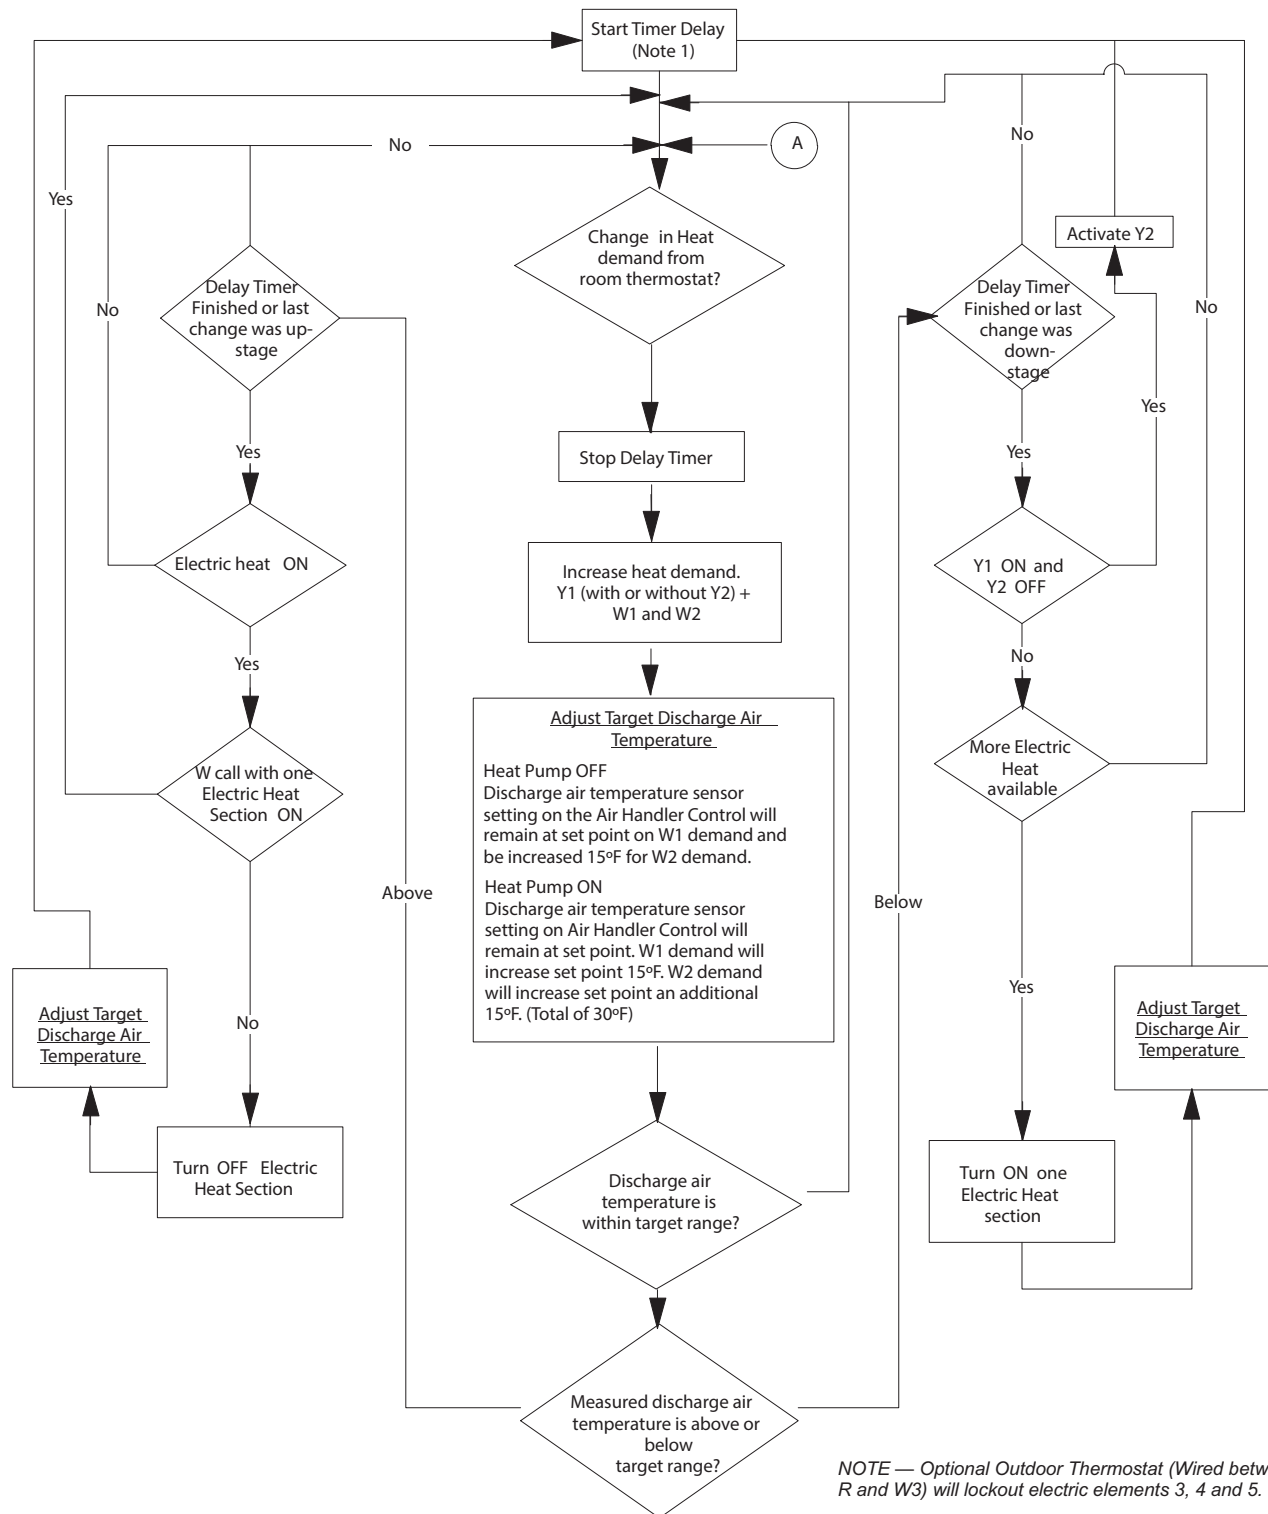 Start Timer Delay
(Note 1)
No
A
No
Yes
Change in Heat
demand from
room thermostat?
Activate Y2
Delay Timer
Finished or last
change was up-
stage
No
Delay Timer
Finished or last
change was
down-
stage
No
Yes
Yes
Stop Delay Timer
Yes
Electric heat ON
Increase heat demand.
Y1 (with or without Y2) +
W1 and W2
Y1 ON and
Y2 OFF
Yes
No
Adjust Target Discharge Air
Temperature
Heat Pump OFF
Discharge air temperature sensor
setting on the Air Handler Control will
remain at set point on W1 demand and
be increased 15ºF for W2 demand.
Heat Pump ON
Discharge air temperature sensor
setting on Air Handler Control will
remain at set point. W1 demand will
increase set point 15ºF. W2 demand
will increase set point an additional
15ºF. (Total of 30ºF)
W call with one
Electric Heat
Section ON
More Electric
Heat
available
Above
Below
Adjust Target
Discharge Air
Temperature
No
Yes
Adjust Target
Discharge Air
Temperature
Turn OFF Electric
Heat Section
Discharge air
temperature is
within target range?
Turn ON one
Electric Heat
section
Measured discharge air
temperature is above or
below
target range?
NOTE — Optional Outdoor Thermostat (Wired betw
R and W3) will lockout electric elements 3, 4 and 5.